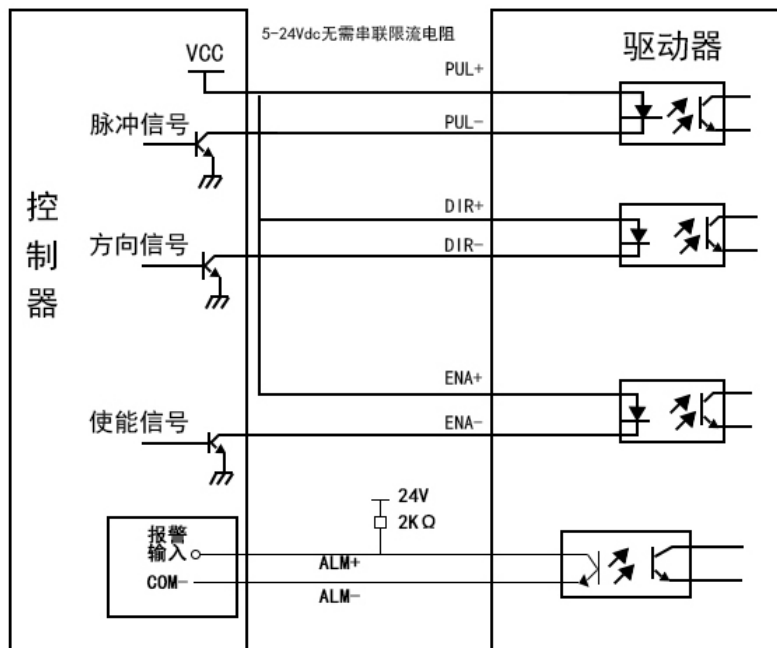 5-24Vdc无需串联限流电阻
驱动器
VCC
PUL+
脉冲信号
PUL-
控制器
DIR+
方向信号
DIR-
ENA+
使能信号
ENA-
24V
2KΩ
报警
输入
ALM+
COM-
ALM-